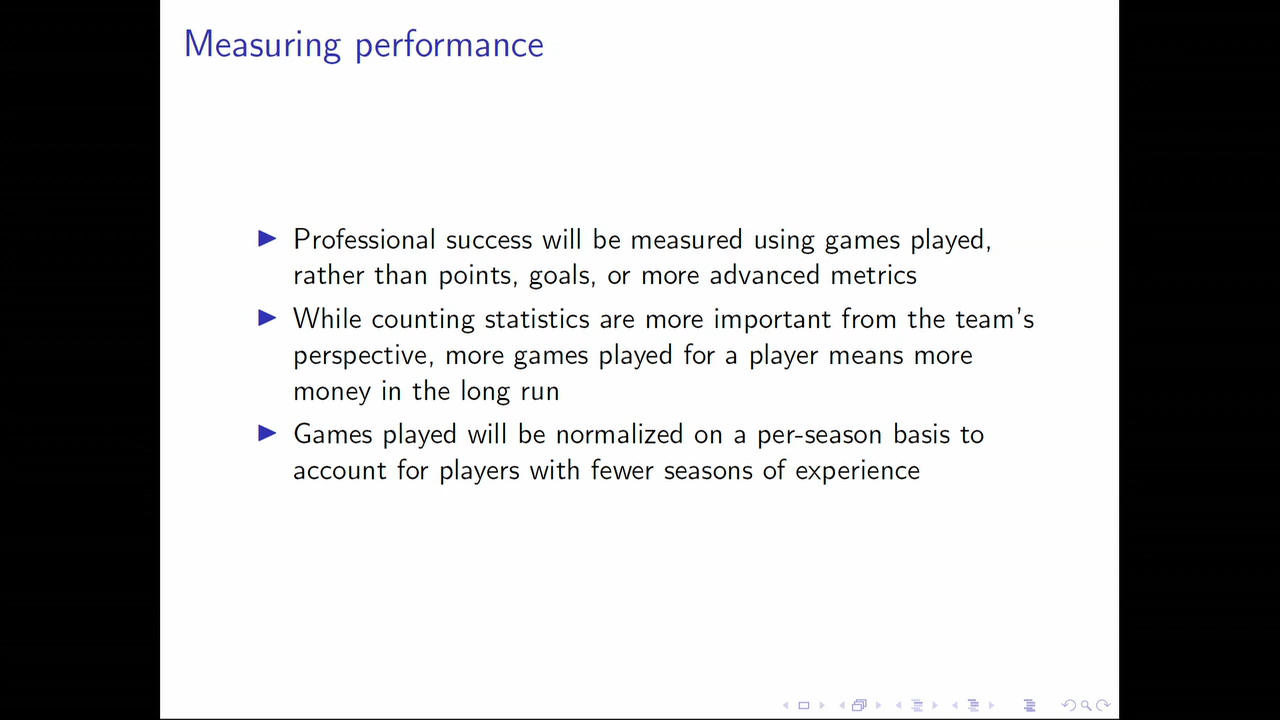 Measuring performance
Professional success will be measured using games played,
rather than points, goals, or more advanced metrics
While counting statistics are more important from the team's
perspective, more games played for a player means more
money in the long run
Games played will be normalized on a per-season basis to
account for players with fewer seasons of experience